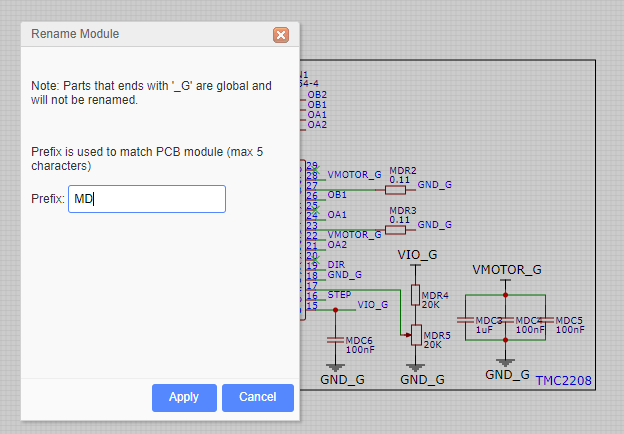 Rename Module
Note: Parts that ends with '_G' are global and
will not be renamed.
Prefix is used to match PCB module (max 5
characters)
Prefix: MD
Apply
Cancel
OB2
OB1
OA1
OA2
29
28
27
26
25
24
23
22
21
20
19
18
17
16
15
VMOTOR_G
OB1
OA1
VMOTOR_G
OA2
DIR
GND_G
STEP
VIO_G
MDR2
0.11
GND_G
MDR3
0.11
GND_G
VIO_G
MDR4
20K
MDR5
20K
GND_G
MDC6
100nF
GND_G
VMOTOR_G
MDC3
1uF
MDC4
100nF
MDC5
100nF
GND_G
TMC2208